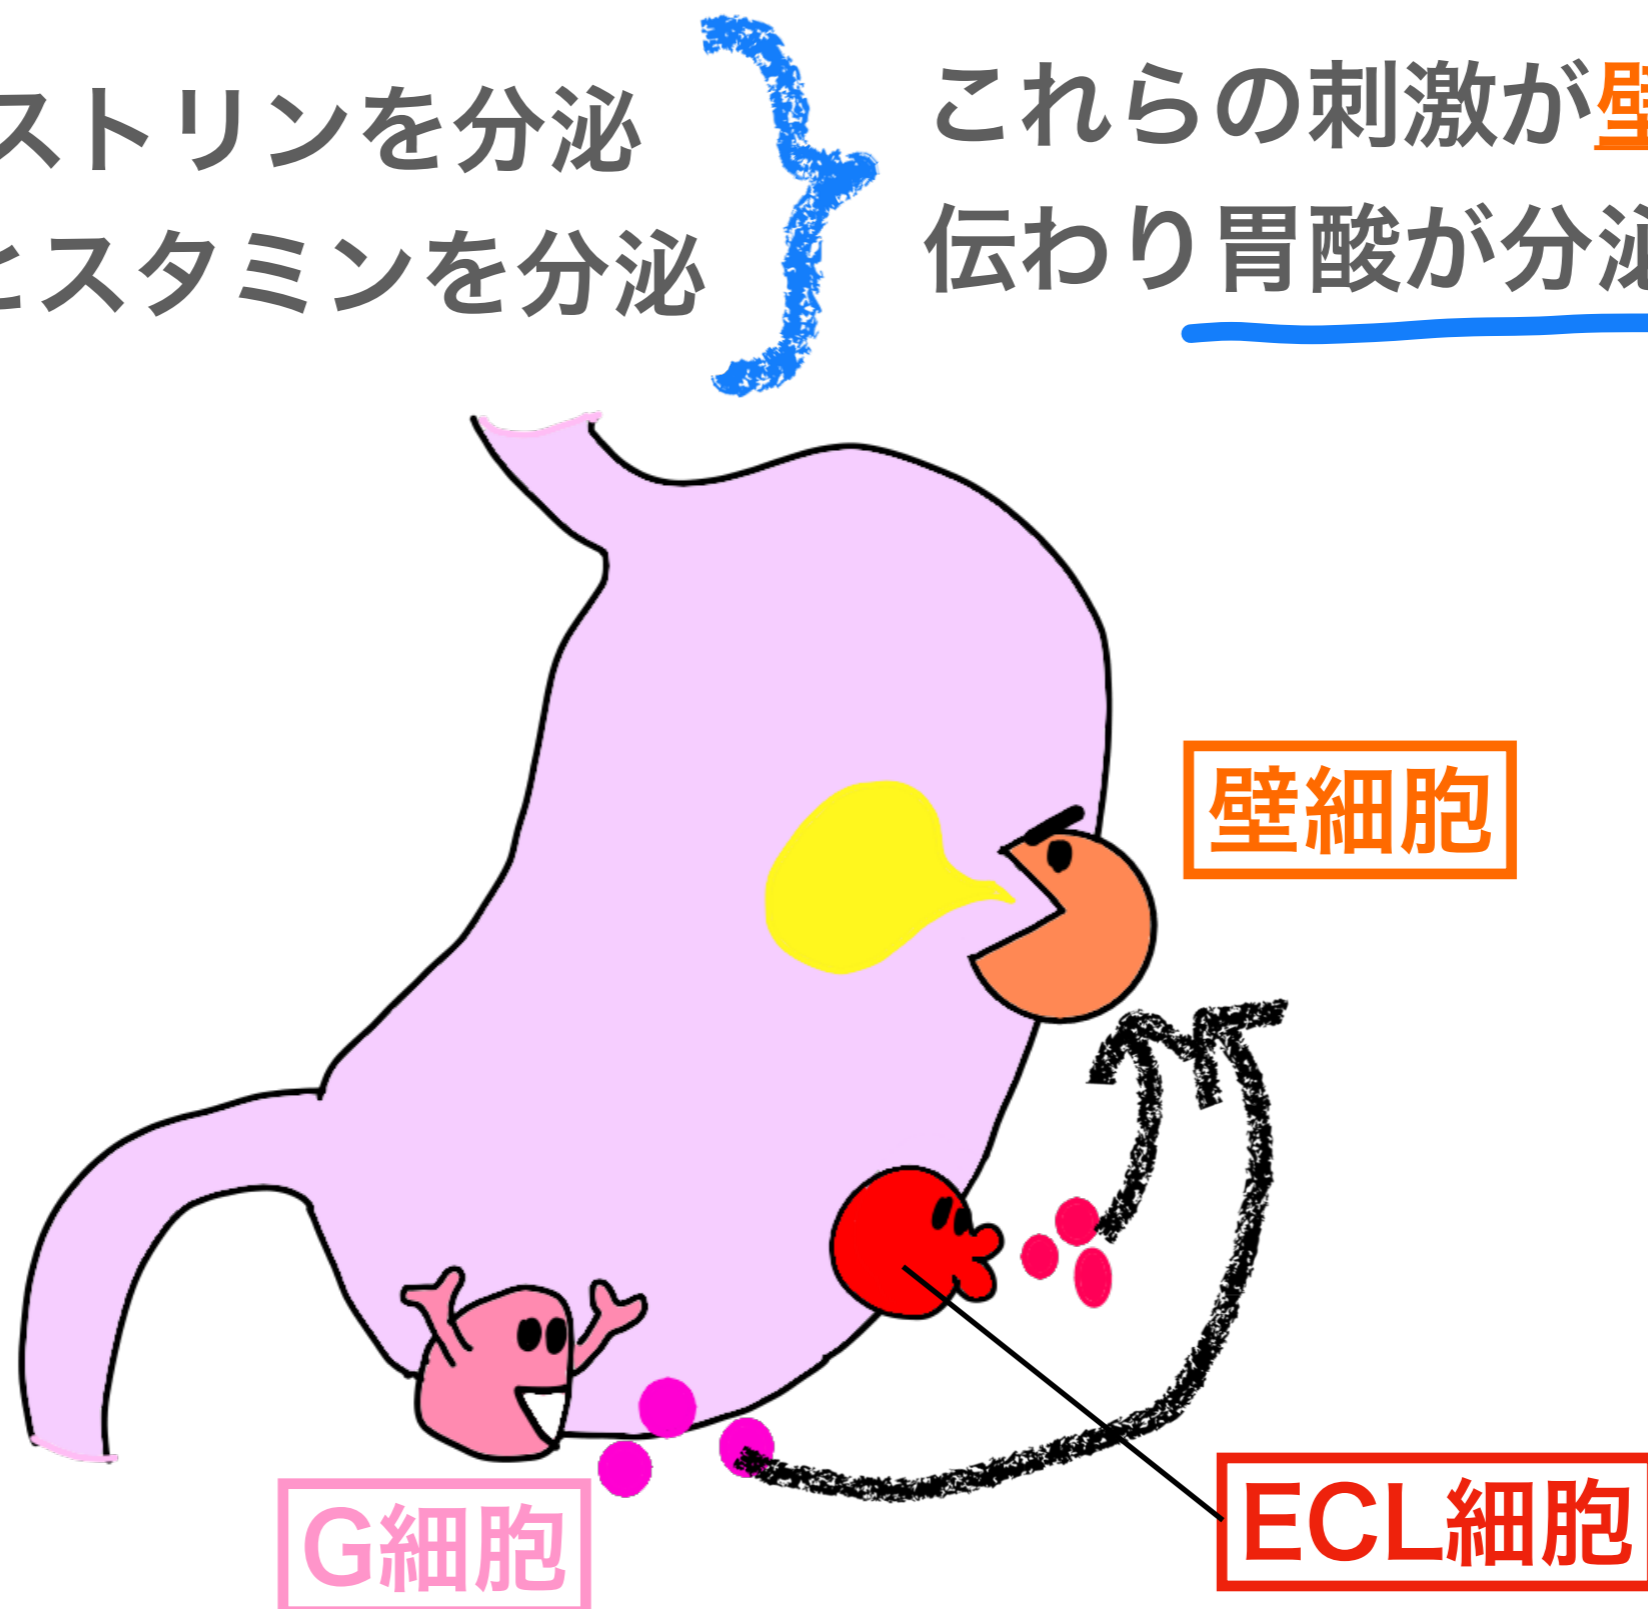 ストリンを分泌
ヒスタミンを分泌
これらの刺激が壁
伝わり胃酸が分泌
壁細胞
G細胞
ECL細胞